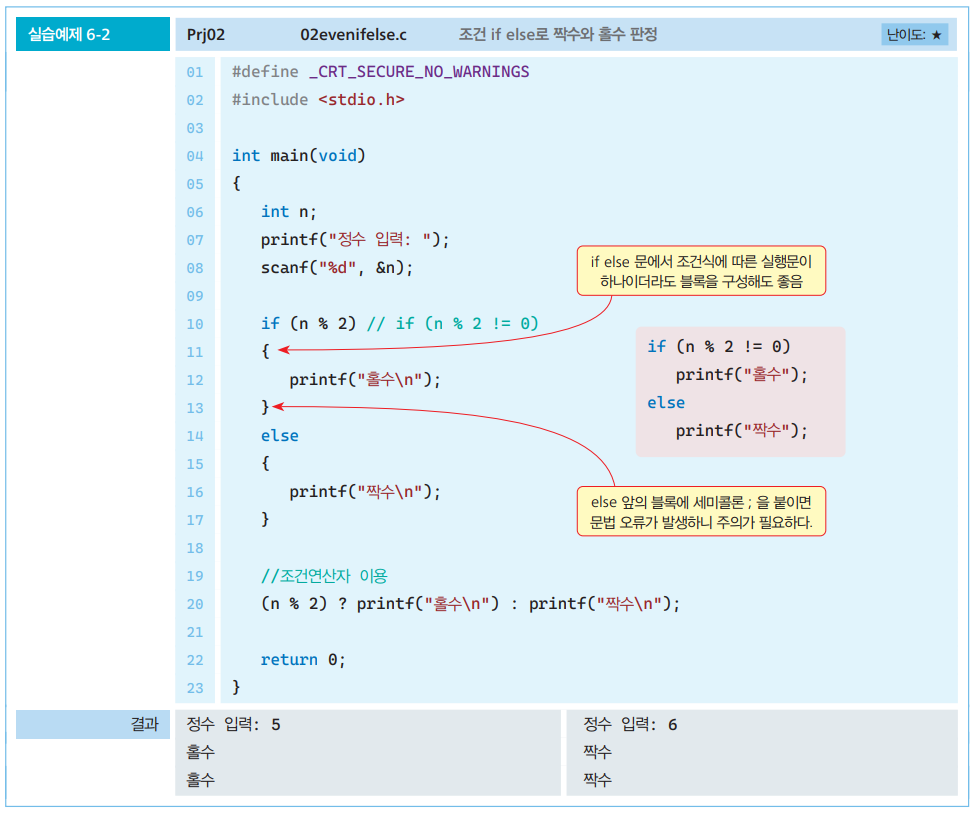 실습예제 6-2 Prj02 02evenifelse.c 조건 if else로 짝수와 홀수 판정 난이도: ★
01 #define _CRT_SECURE_NO_WARNINGS
02 #include <stdio.h>
03
04 int main(void)
05 {
06 int n;
07 printf("정수 입력: ");
08 scanf("%d", &n);
09
10 if (n % 2) // if (n % 2 != 0)
11 {
12 printf("홀수\n");
13 }
14 else
15 {
16 printf("짝수\n");
17 }
18
19 //조건연산자 이용
20 (n % 2) ? printf("홀수\n") : printf("짝수\n");
21
22 return 0;
23 }
if else 문에서 조건식에 따른 실행문이
하나이더라도 블록을 구성해도 좋음
if (n % 2 != 0)
printf("홀수");
else
printf("짝수");
else 앞의 블록에 세미콜론 ; 을 붙이면
문법 오류가 발생하니 주의가 필요하다.
결과
정수 입력: 5
홀수
홀수
정수 입력: 6
짝수
짝수